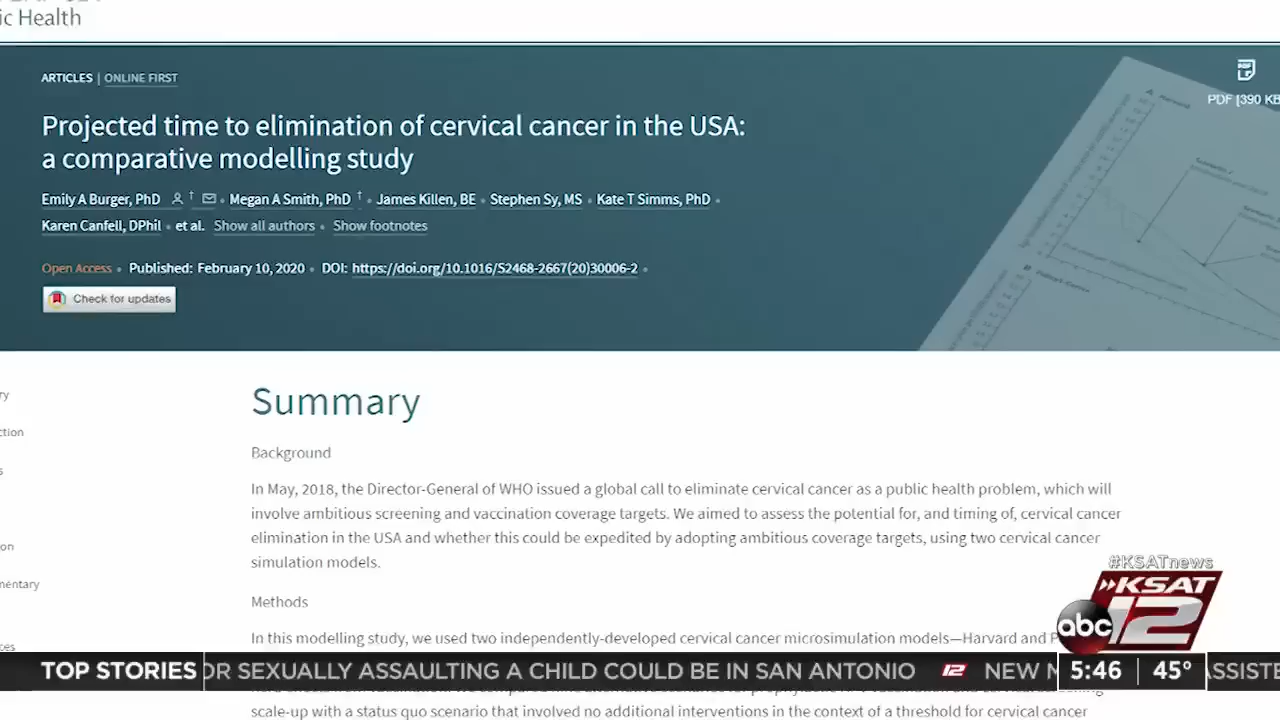 ic Health
ARTICLES | ONLINE FIRST
PDF [390 KB
Projected time to elimination of cervical cancer in the USA:
a comparative modelling study
Emily A Burger, PhD † • Megan A Smith, PhD † • James Killen, BE • Stephen Sy, MS • Kate T Simms, PhD •
Karen Canfell, DPhil • et al. Show all authors • Show footnotes
Open Access • Published: February 10, 2020 • DOI: https://doi.org/10.1016/S2468-2667(20)30006-2 •
Check for updates
Summary
Background
In May, 2018, the Director-General of WHO issued a global call to eliminate cervical cancer as a public health problem, which will
involve ambitious screening and vaccination coverage targets. We aimed to assess the potential for, and timing of, cervical cancer
elimination in the USA and whether this could be expedited by adopting ambitious coverage targets, using two cervical cancer
simulation models.
Methods
In this modelling study, we used two independently-developed cervical cancer microsimulation models—Harvard and P
scale-up with a status quo scenario that involved no additional interventions in the context of a threshold for cervical cancer
ry
ction
s
on
mentary
ces
#KSATnews
KSAT
abc 12
TOP STORIES OR SEXUALLY ASSAULTING A CHILD COULD BE IN SAN ANTONIO 12 NEW 5:46 45° ASSISTE